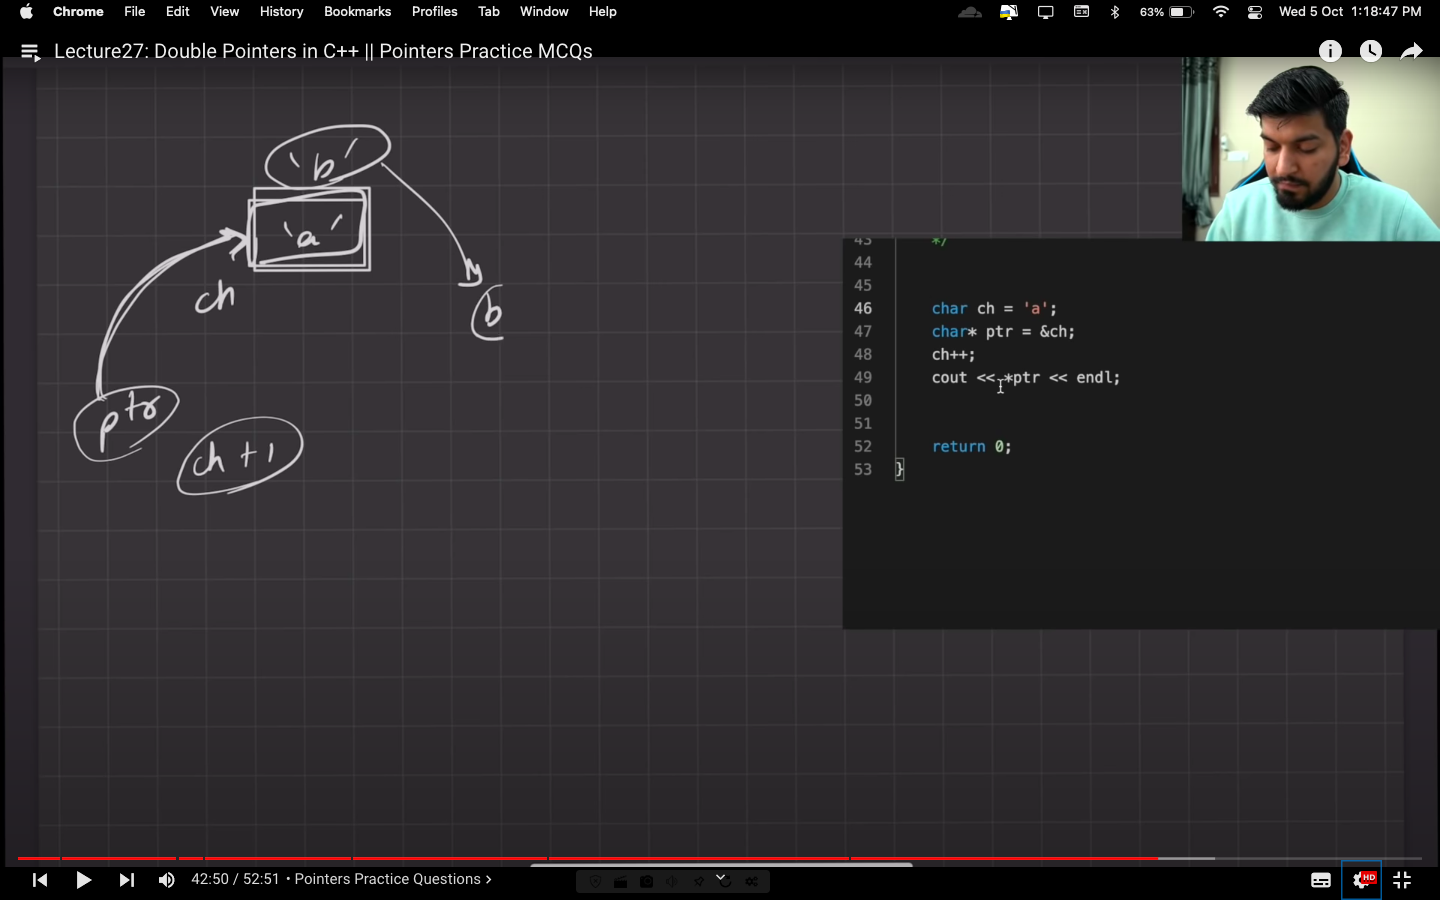 Chrome File Edit View History Bookmarks Profiles Tab Window Help 63% Wed 5 Oct 1:18:47 PM
Lecture27: Double Pointers in C++ || Pointers Practice MCQs
'b'
'a'
ch
b
ptr
ch + 1
43 */
44
45
46 char ch = 'a';
47 char* ptr = &ch;
48 ch++;
49 cout << *ptr << endl;
50
51
52 return 0;
53 }
42:50 / 52:51 • Pointers Practice Questions >
HD